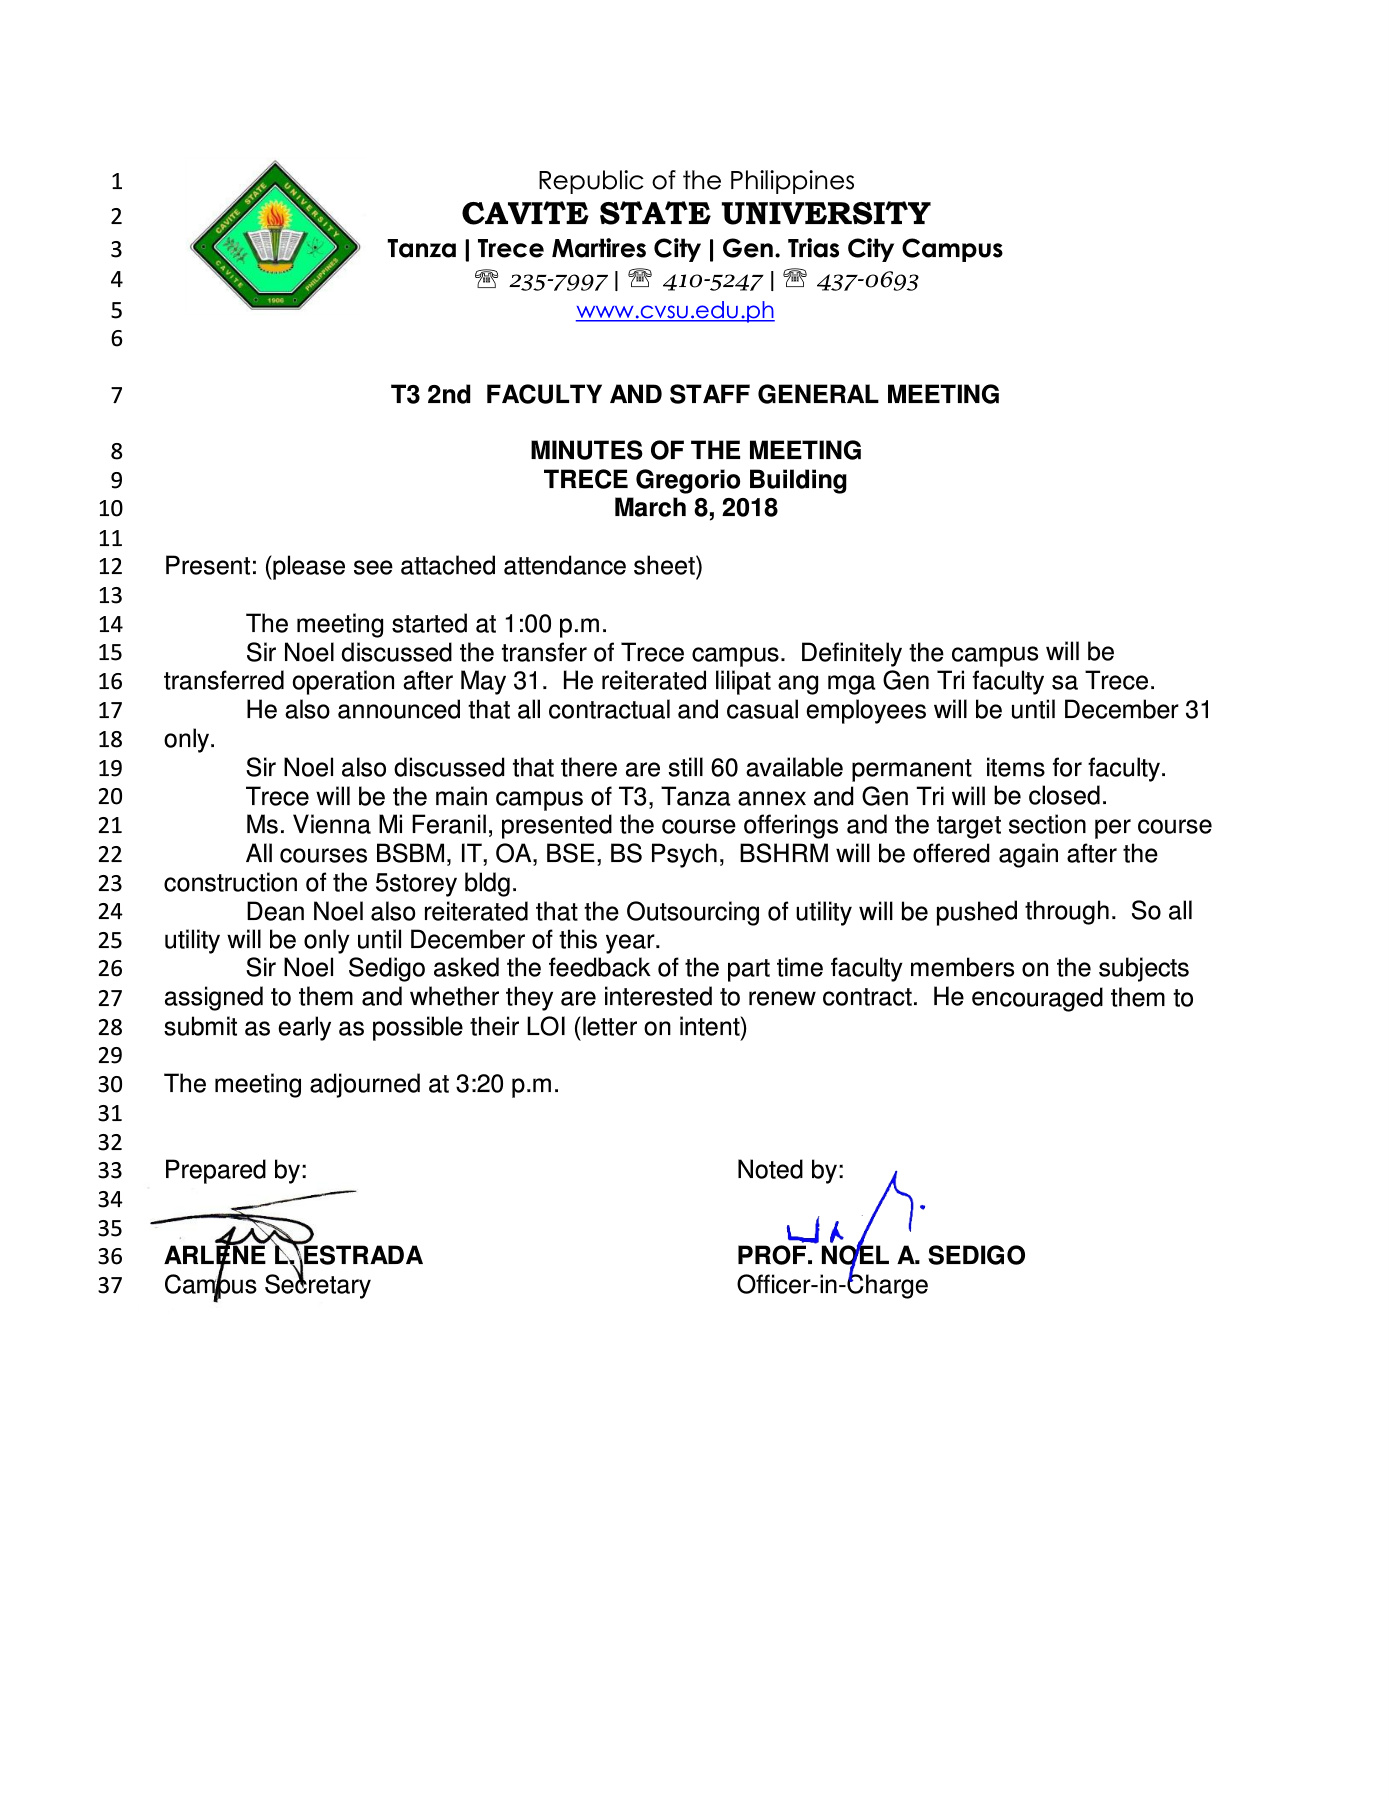 1 Republic of the Philippines
2 CAVITE STATE UNIVERSITY
3 Tanza | Trece Martires City | Gen. Trias City Campus
4 ☏ 235-7997 | ☏ 410-5247 | ☏ 437-0693
5 www.cvsu.edu.ph
6
CAVITE STATE UNIVERSITY
CAVITE 1906 PHILIPPINES
7 T3 2nd FACULTY AND STAFF GENERAL MEETING
8 MINUTES OF THE MEETING
9 TRECE Gregorio Building
10 March 8, 2018
11
12 Present: (please see attached attendance sheet)
13
14 The meeting started at 1:00 p.m.
15 Sir Noel discussed the transfer of Trece campus. Definitely the campus will be
16 transferred operation after May 31. He reiterated lilipat ang mga Gen Tri faculty sa Trece.
17 He also announced that all contractual and casual employees will be until December 31
18 only.
19 Sir Noel also discussed that there are still 60 available permanent items for faculty.
20 Trece will be the main campus of T3, Tanza annex and Gen Tri will be closed.
21 Ms. Vienna Mi Feranil, presented the course offerings and the target section per course
22 All courses BSBM, IT, OA, BSE, BS Psych, BSHRM will be offered again after the
23 construction of the 5storey bldg.
24 Dean Noel also reiterated that the Outsourcing of utility will be pushed through. So all
25 utility will be only until December of this year.
26 Sir Noel Sedigo asked the feedback of the part time faculty members on the subjects
27 assigned to them and whether they are interested to renew contract. He encouraged them to
28 submit as early as possible their LOI (letter on intent)
29
30 The meeting adjourned at 3:20 p.m.
31
32
33 Prepared by: Noted by:
34
35
36 ARLENE L. ESTRADA PROF. NOEL A. SEDIGO
37 Campus Secretary Officer-in-Charge